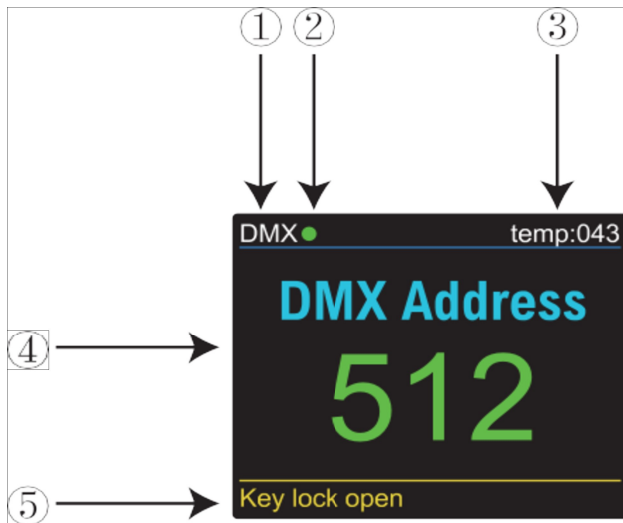 ① ② ③
DMX temp:043
DMX Address
④ 512
⑤ Key lock open